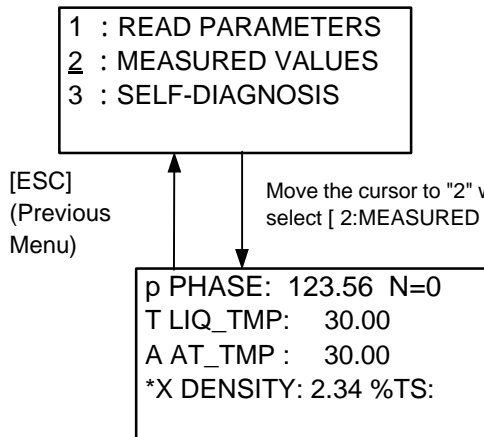 1 : READ PARAMETERS
2 : MEASURED VALUES
3 : SELF-DIAGNOSIS
[ESC]
(Previous
Menu)
Move the cursor to "2" w
select [ 2:MEASURED
p PHASE: 123.56 N=0
T LIQ_TMP: 30.00
A AT_TMP : 30.00
*X DENSITY: 2.34 %TS: